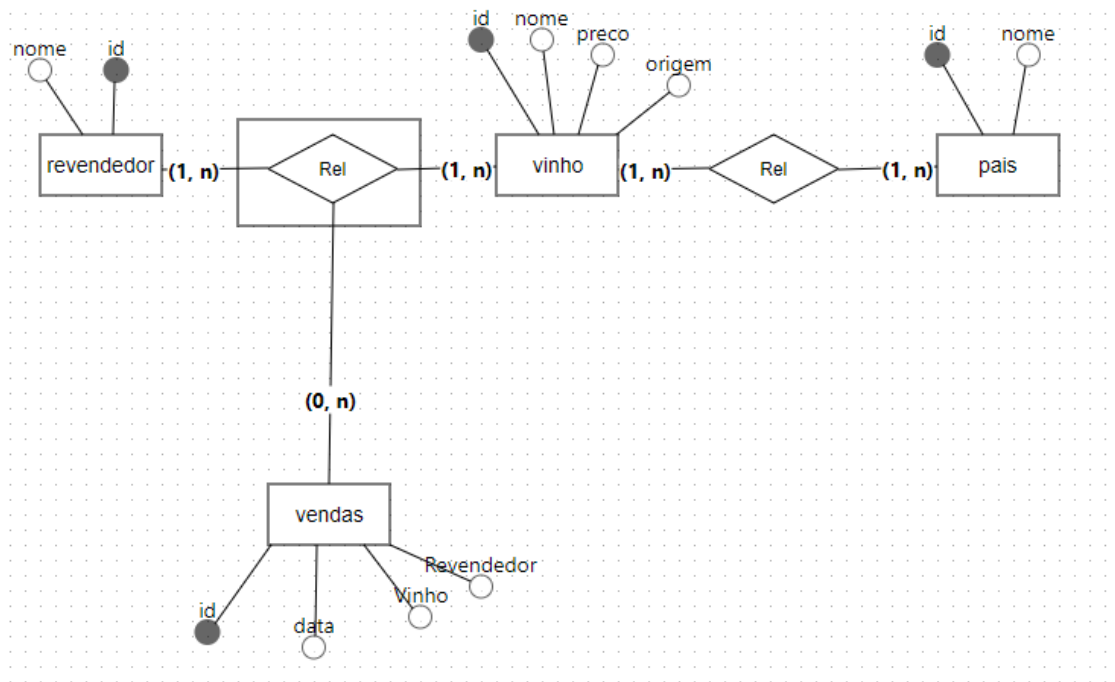 id
nome
preco
origem
nome
id
id
nome
revendedor
(1, n)
Rel
(1, n)
vinho
(1, n)
Rel
(1, n)
pais
(0, n)
vendas
Revendedor
Vinho
id
data